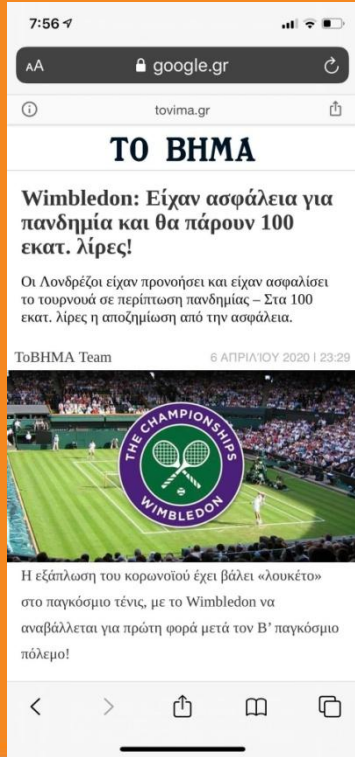 7:56
AA google.gr
tovima.gr
ΤΟ ΒΗΜΑ
Wimbledon: Είχαν ασφάλεια για
πανδημία και θα πάρουν 100
εκατ. λίρες!
Οι Λονδρέζοι είχαν προνοήσει και είχαν ασφαλίσει
το τουρνουά σε περίπτωση πανδημίας – Στα 100
εκατ. λίρες η αποζημίωση από την ασφάλεια.
ToBHMA Team 6 ΑΠΡΙΛΊΟΥ 2020 | 23:29
THE CHAMPIONSHIPS
WIMBLEDON
Η εξάπλωση του κορωνοϊού έχει βάλει «λουκέτο»
στο παγκόσμιο τένις, με το Wimbledon να
αναβάλλεται για πρώτη φορά μετά τον Β’ παγκόσμιο
πόλεμο!